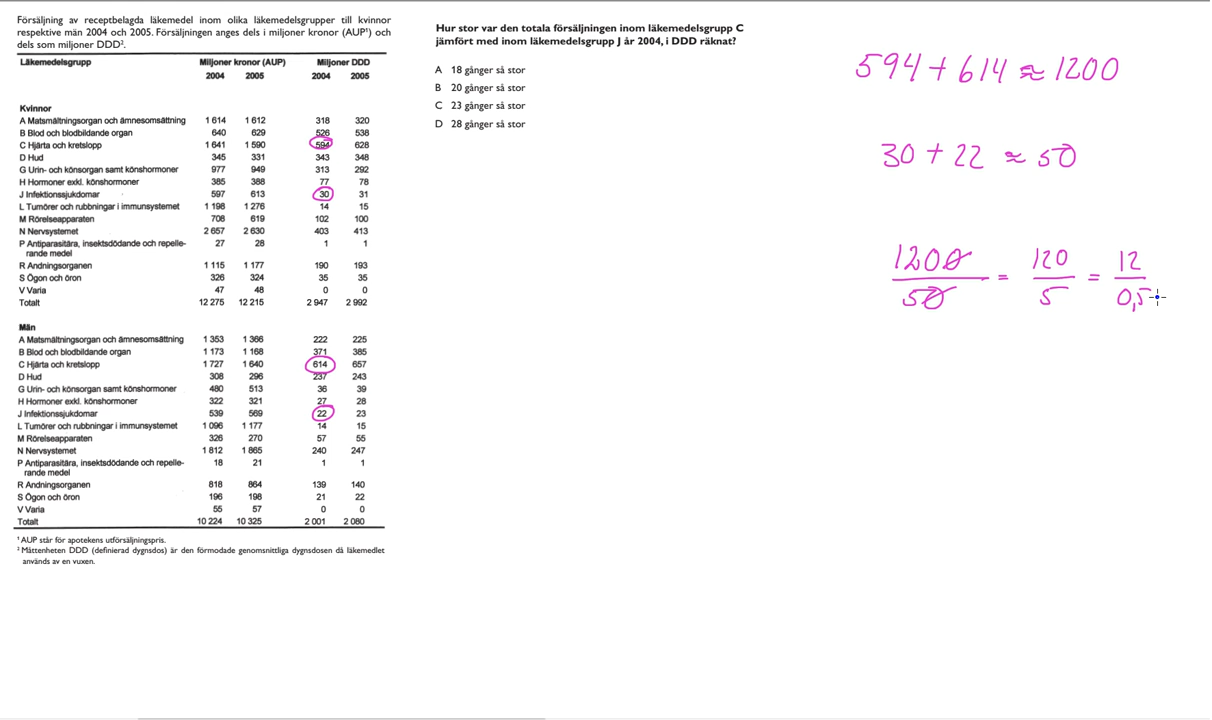 Försäljning av receptbelagda läkemedel inom olika läkemedelsgrupper till kvinnor
respektive män 2004 och 2005. Försäljningen anges dels i miljoner kronor (AUP¹) och
dels som miljoner DDD².
Läkemedelsgrupp Miljoner kronor (AUP) Miljoner DDD
2004 2005 2004 2005
Kvinnor
A Matsmältningsorgan och ämnesomsättning 1 614 1 612 318 320
B Blod och blodbildande organ 640 629 526 538
C Hjärta och kretslopp 1 641 1 590 594 628
D Hud 345 331 343 348
G Urin- och könsorgan samt könshormoner 977 949 313 292
H Hormoner exkl. könshormoner 385 388 77 78
J Infektionssjukdomar 597 613 30 31
L Tumörer och rubbningar i immunsystemet 1 198 1 276 14 15
M Rörelseapparaten 708 619 102 100
N Nervsystemet 2 657 2 630 403 413
P Antiparasitära, insektsdödande och repelle- 27 28 1 1
rande medel
R Andningsorganen 1 115 1 177 190 193
S Ögon och öron 326 324 35 35
V Varia 47 48 0 0
Totalt 12 275 12 215 2 947 2 992
Män
A Matsmältningsorgan och ämnesomsättning 1 353 1 366 222 225
B Blod och blodbildande organ 1 173 1 168 371 385
C Hjärta och kretslopp 1 727 1 640 614 657
D Hud 308 296 237 243
G Urin- och könsorgan samt könshormoner 480 513 36 39
H Hormoner exkl. könshormoner 322 321 27 28
J Infektionssjukdomar 539 569 22 23
L Tumörer och rubbningar i immunsystemet 1 096 1 177 14 15
M Rörelseapparaten 326 270 57 55
N Nervsystemet 1 812 1 865 240 247
P Antiparasitära, insektsdödande och repelle- 18 21 1 1
rande medel
R Andningsorganen 818 864 139 140
S Ögon och öron 196 198 21 22
V Varia 55 57 0 0
Totalt 10 224 10 325 2 001 2 080
¹ AUP står för apotekens utförsäljningspris.
² Måttenheten DDD (definierad dygnsdos) är den förmodade genomsnittliga dygnsdosen då läkemedlet
används av en vuxen.
Hur stor var den totala försäljningen inom läkemedelsgrupp C
jämfört med inom läkemedelsgrupp J år 2004, i DDD räknat?
A 18 gånger så stor
B 20 gånger så stor
C 23 gånger så stor
D 28 gånger så stor
594 + 614 ≈ 1200
30 + 22 ≈ 50
1200 / 50 = 120 / 5 = 12 / 0,5